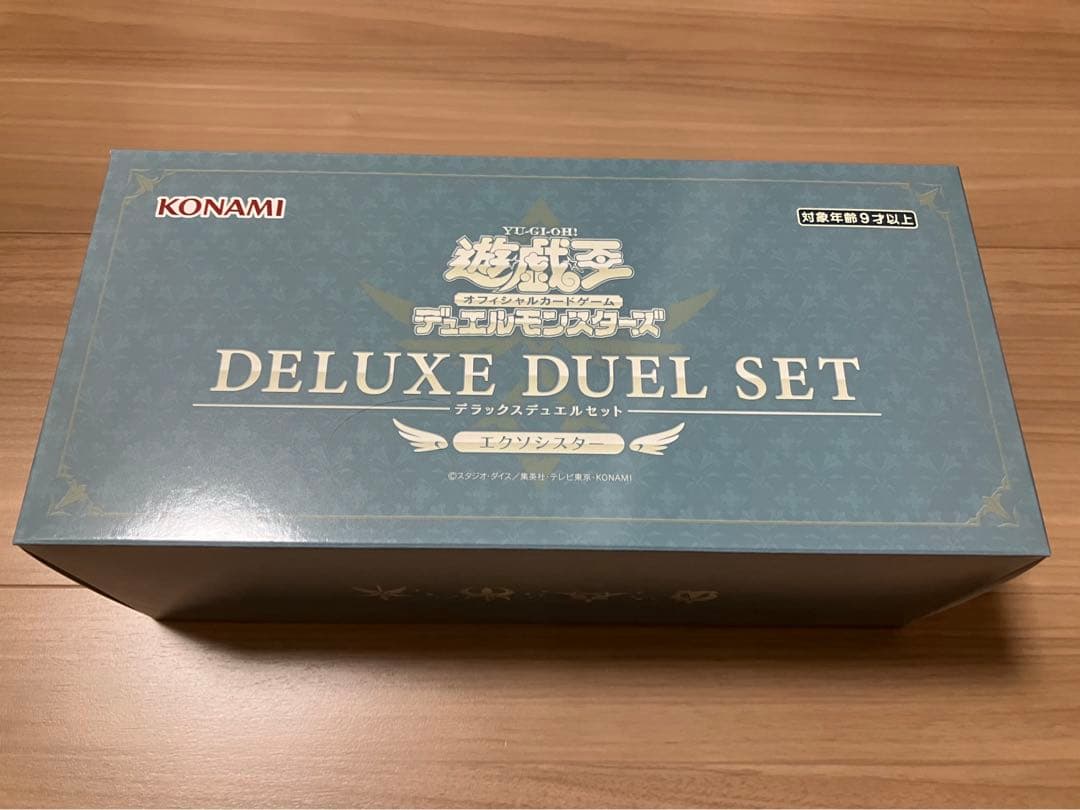 KONAMI
対象年齢9才以上
YU-GI-OH!
遊戯王
オフィシャルカードゲーム
デュエルモンスターズ
DELUXE DUEL SET
デラックスデュエルセット
エクソシスター
©スタジオ・ダイス/集英社・テレビ東京・KONAMI